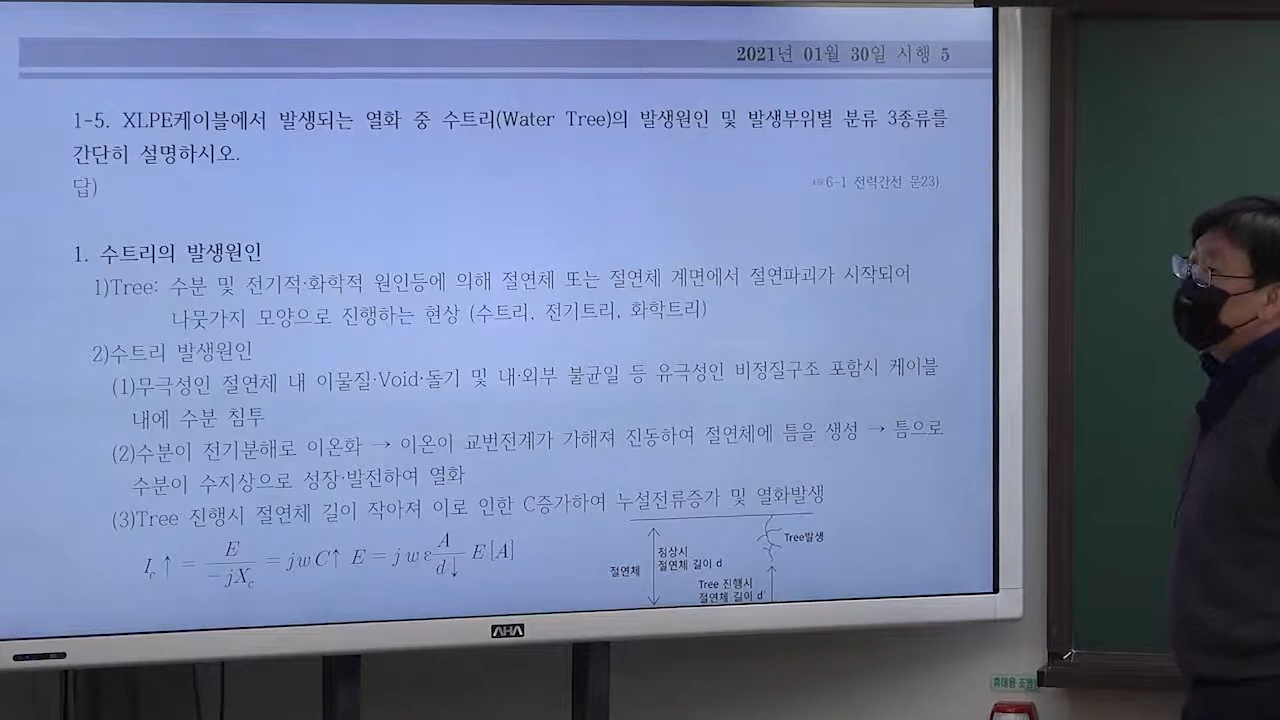 2021년 01월 30일 시행 5
1-5. XLPE케이블에서 발생되는 열화 중 수트리(Water Tree)의 발생원인 및 발생부위별 분류 3종류를
간단히 설명하시오.
답)
6-1 전력간선 문23)
1. 수트리의 발생원인
1)Tree: 수분 및 전기적·화학적 원인등에 의해 절연체 또는 절연체 계면에서 절연파괴가 시작되어
나뭇가지 모양으로 진행하는 현상 (수트리, 전기트리, 화학트리)
2)수트리 발생원인
(1)무극성인 절연체 내 이물질·Void·돌기 및 내·외부 불균일 등 유극성인 비정질구조 포함시 케이블
내에 수분 침투
(2)수분이 전기분해로 이온화 → 이온이 교번전계가 가해져 진동하여 절연체에 틈을 생성 → 틈으로
수분이 수지상으로 성장·발전하여 열화
(3)Tree 진행시 절연체 길이 작아져 이로 인한 C증가하여 누설전류증가 및 열화발생
I_c ↑ = E / -jX_c = jwC↑ E = jwε A / d↓ E [A]
Tree발생
정상시
절연체 길이 d
절연체
Tree 진행시
절연체 길이 d'
AHA
휴대용 조명